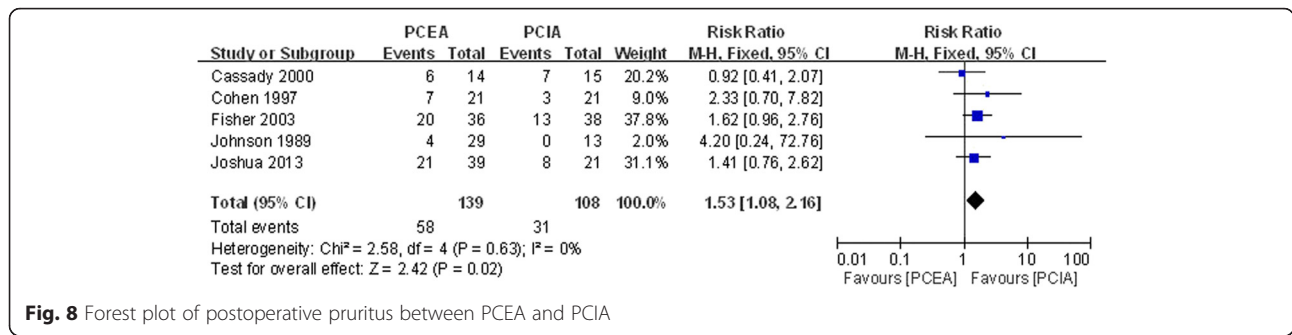 PCEA PCIA Risk Ratio Risk Ratio
Study or Subgroup Events Total Events Total Weight M-H, Fixed, 95% CI M-H, Fixed, 95% CI
Cassady 2000 6 14 7 15 20.2% 0.92 [0.41, 2.07]
Cohen 1997 7 21 3 21 9.0% 2.33 [0.70, 7.82]
Fisher 2003 20 36 13 38 37.8% 1.62 [0.96, 2.76]
Johnson 1989 4 29 0 13 2.0% 4.20 [0.24, 72.76]
Joshua 2013 21 39 8 21 31.1% 1.41 [0.76, 2.62]
Total (95% CI) 139 108 100.0% 1.53 [1.08, 2.16]
Total events 58 31
Heterogeneity: Chi² = 2.58, df = 4 (P = 0.63); I² = 0%
Test for overall effect: Z = 2.42 (P = 0.02)
0.01 0.1 1 10 100
Favours [PCEA] Favours [PCIA]
Fig. 8 Forest plot of postoperative pruritus between PCEA and PCIA